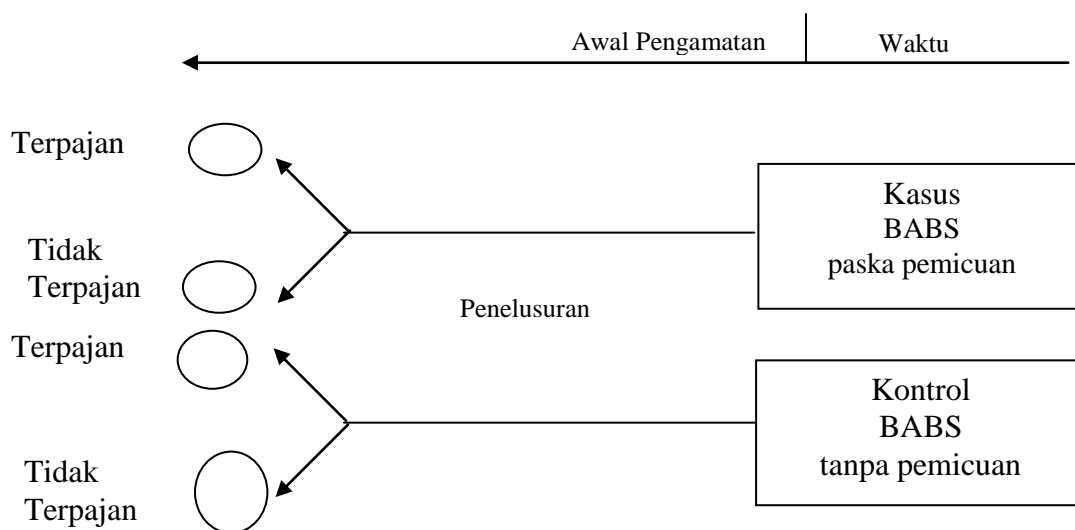 Awal Pengamatan
Waktu
Terpajan
Kasus
BABS
paska pemicuan
Tidak
Terpajan
Penelusuran
Terpajan
Kontrol
BABS
tanpa pemicuan
Tidak
Terpajan